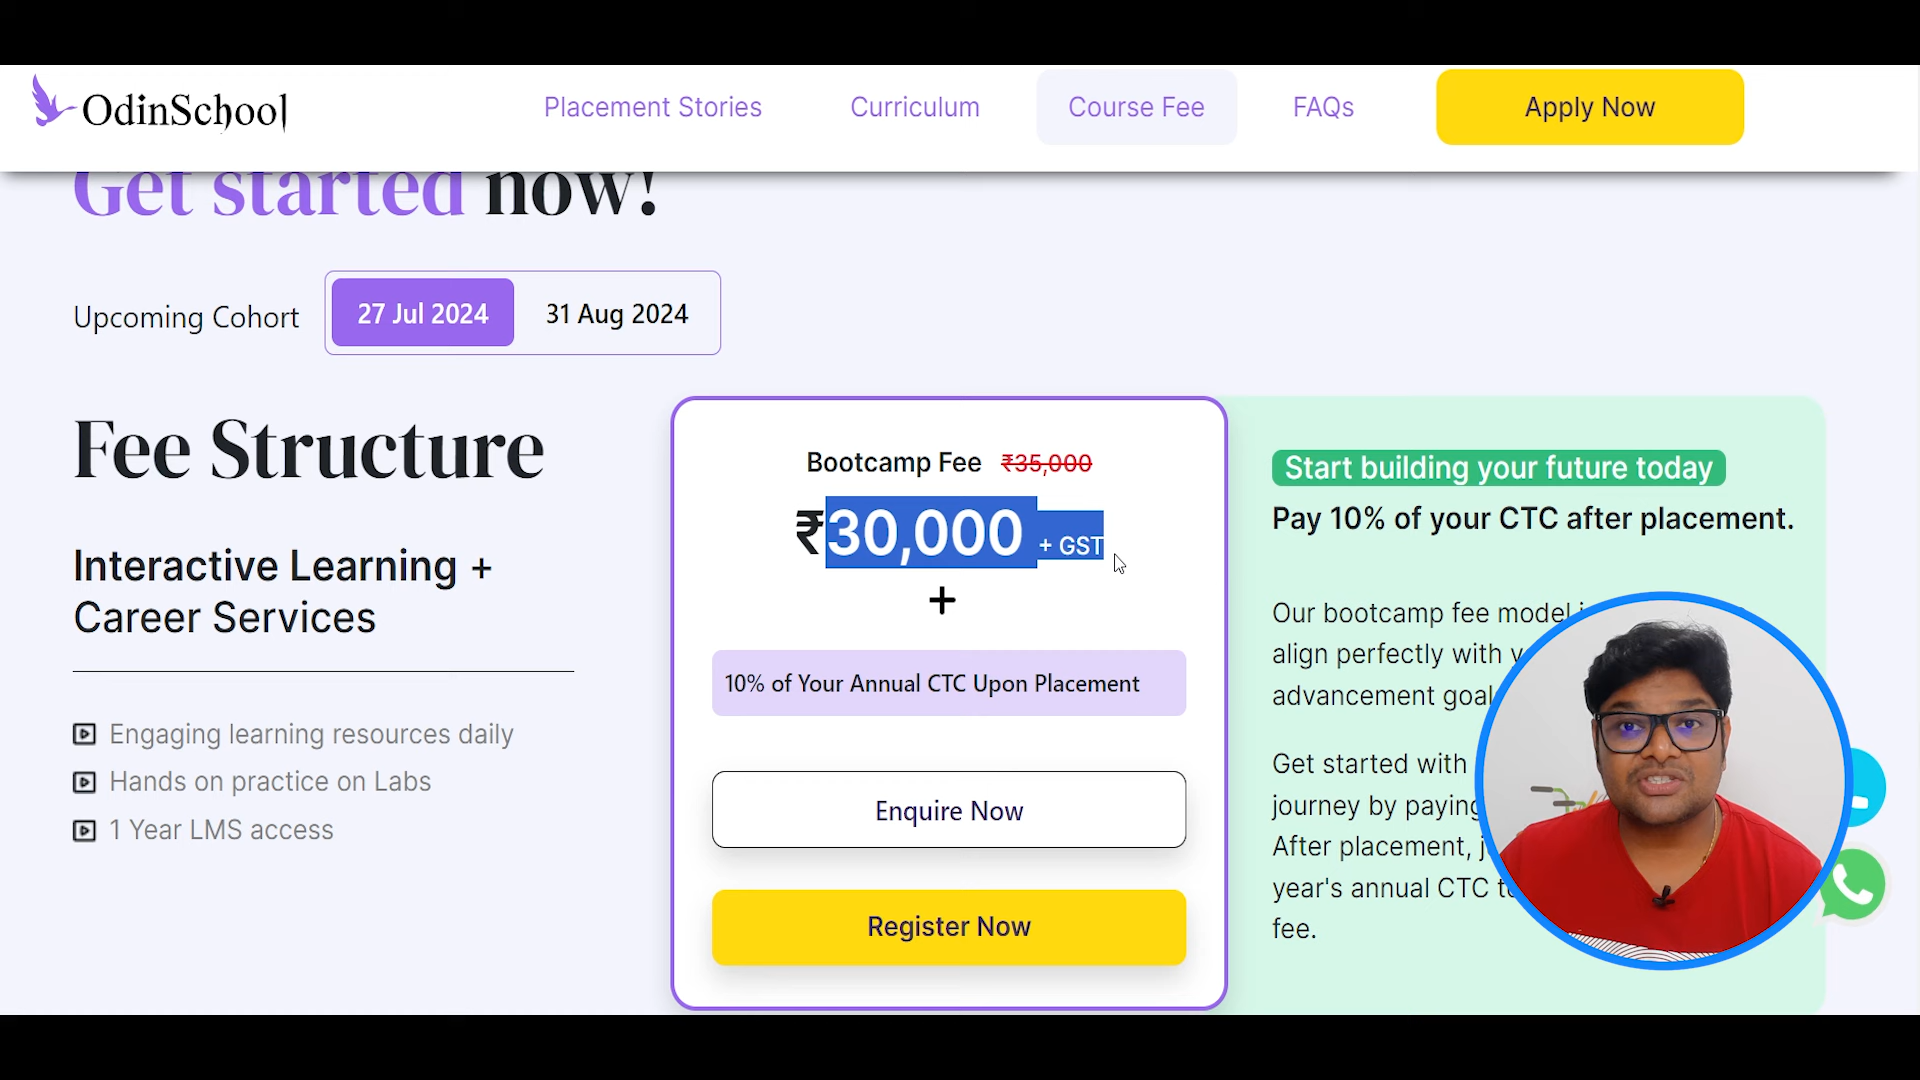 OdinSchool
Placement Stories
Curriculum
Course Fee
FAQs
Apply Now
Get started now!
Upcoming Cohort
27 Jul 2024
31 Aug 2024
Fee Structure
Interactive Learning +
Career Services
Engaging learning resources daily
Hands on practice on Labs
1 Year LMS access
Bootcamp Fee ₹35,000
₹30,000 + GST
+
10% of Your Annual CTC Upon Placement
Enquire Now
Register Now
Start building your future today
Pay 10% of your CTC after placement.
Our bootcamp fee model
align perfectly with
advancement
Get started with
journey by paying
After placement,
year's annual CTC
fee.